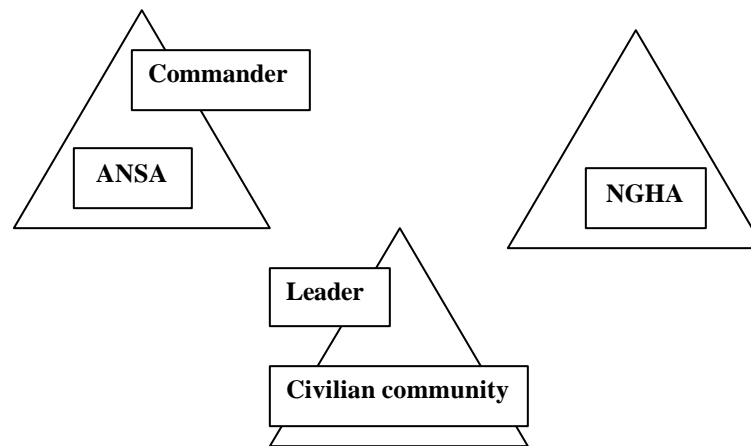 Commander
ANSA
NGHA
Leader
Civilian community